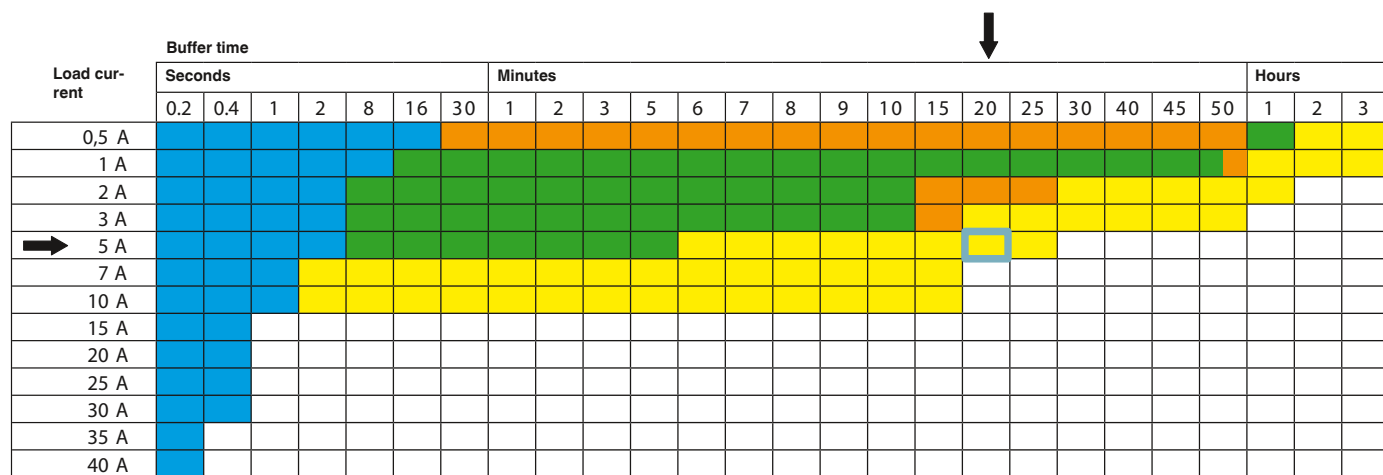 Buffer time
Load cur-
rent
Seconds Minutes Hours
0.2 0.4 1 2 8 16 30 1 2 3 5 6 7 8 9 10 15 20 25 30 40 45 50 1 2 3
0,5 A
1 A
2 A
3 A
5 A
7 A
10 A
15 A
20 A
25 A
30 A
35 A
40 A